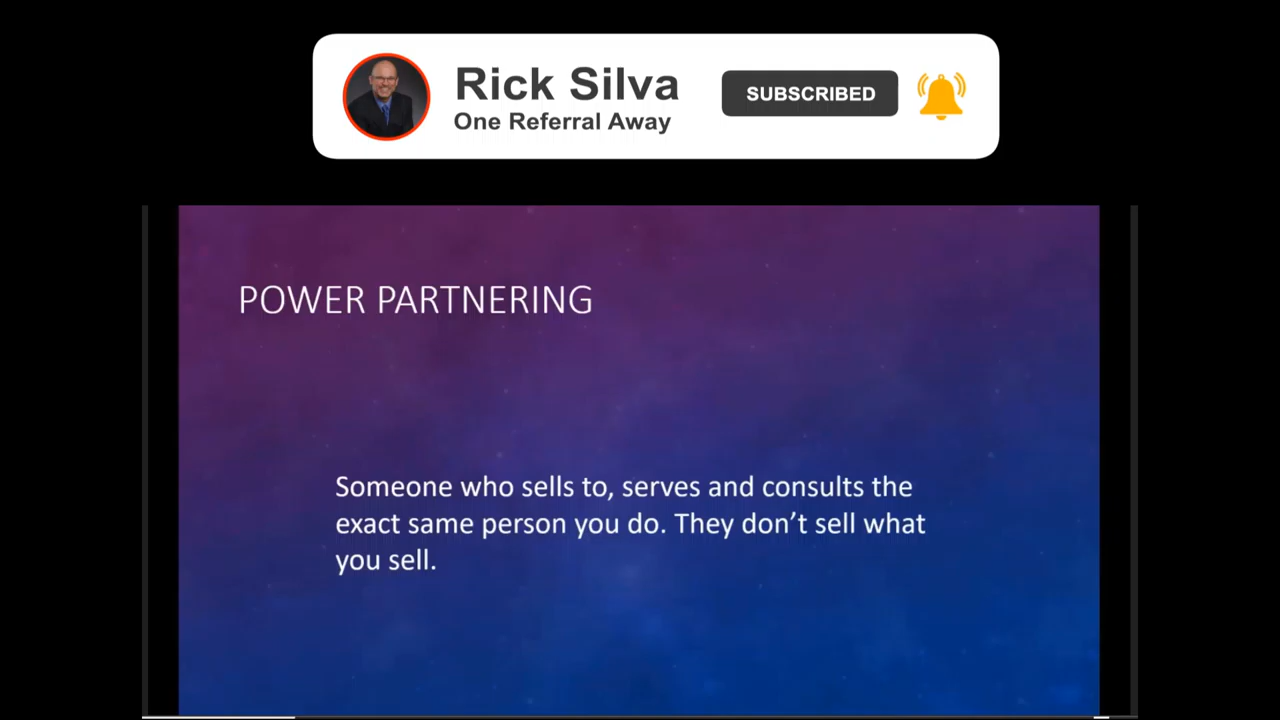 Rick Silva
One Referral Away
SUBSCRIBED
POWER PARTNERING
Someone who sells to, serves and consults the
exact same person you do. They don’t sell what
you sell.